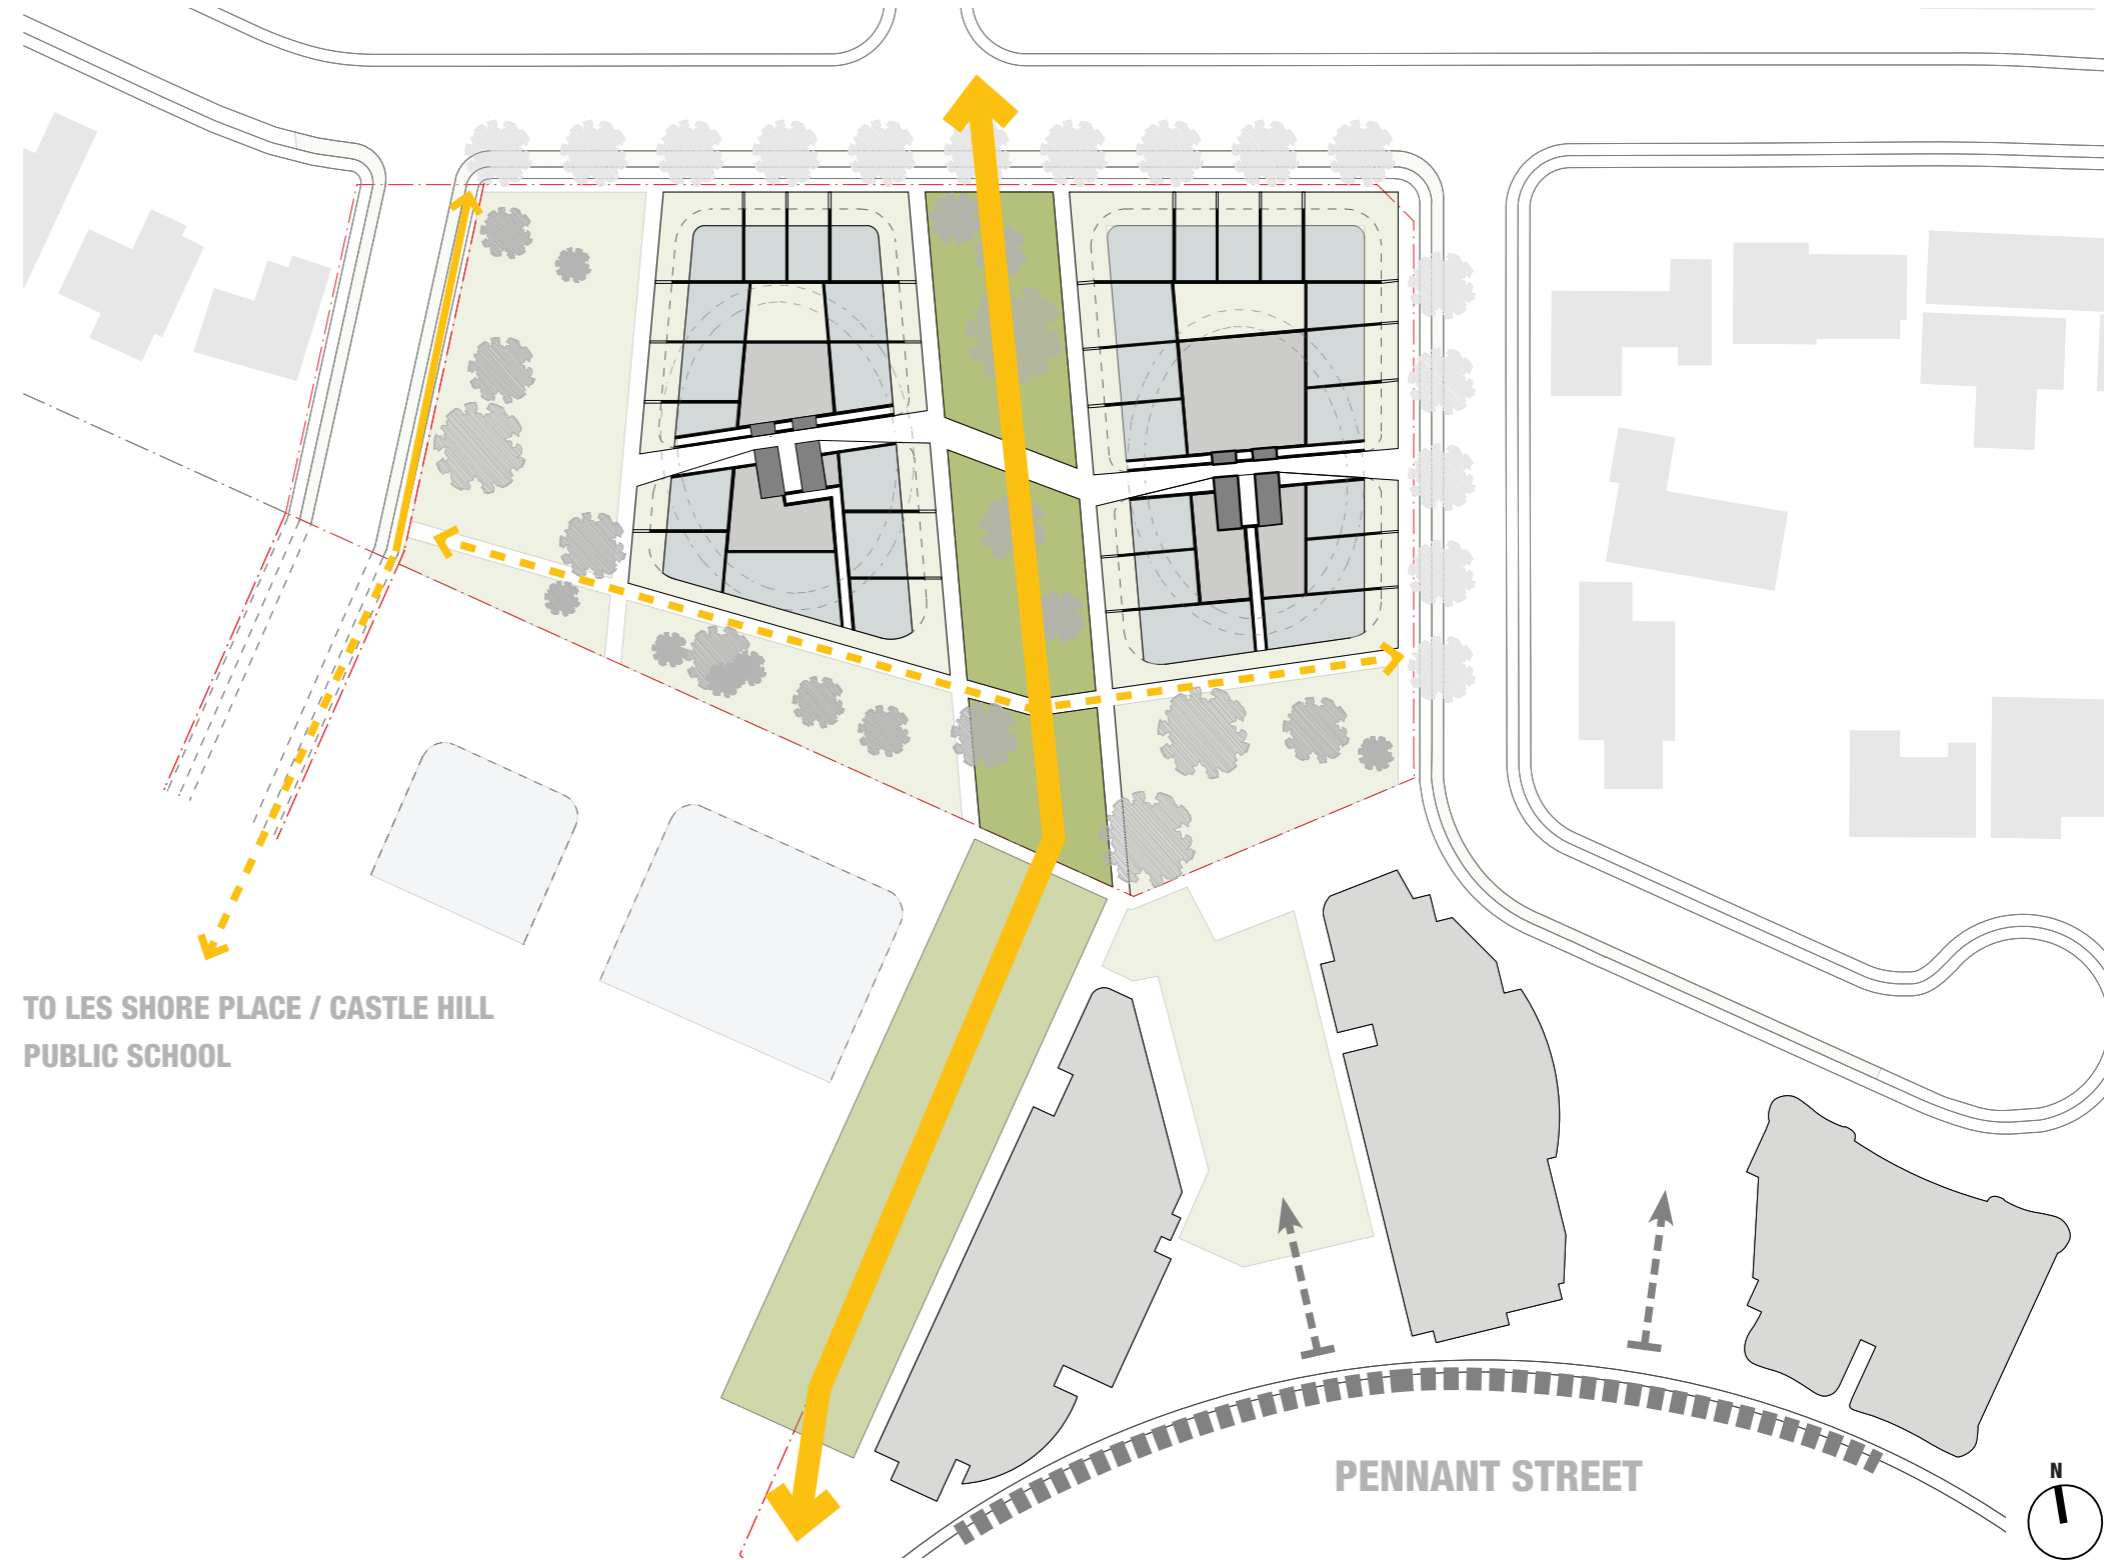 TO LES SHORE PLACE / CASTLE HILL
PUBLIC SCHOOL
PENNANT STREET
N